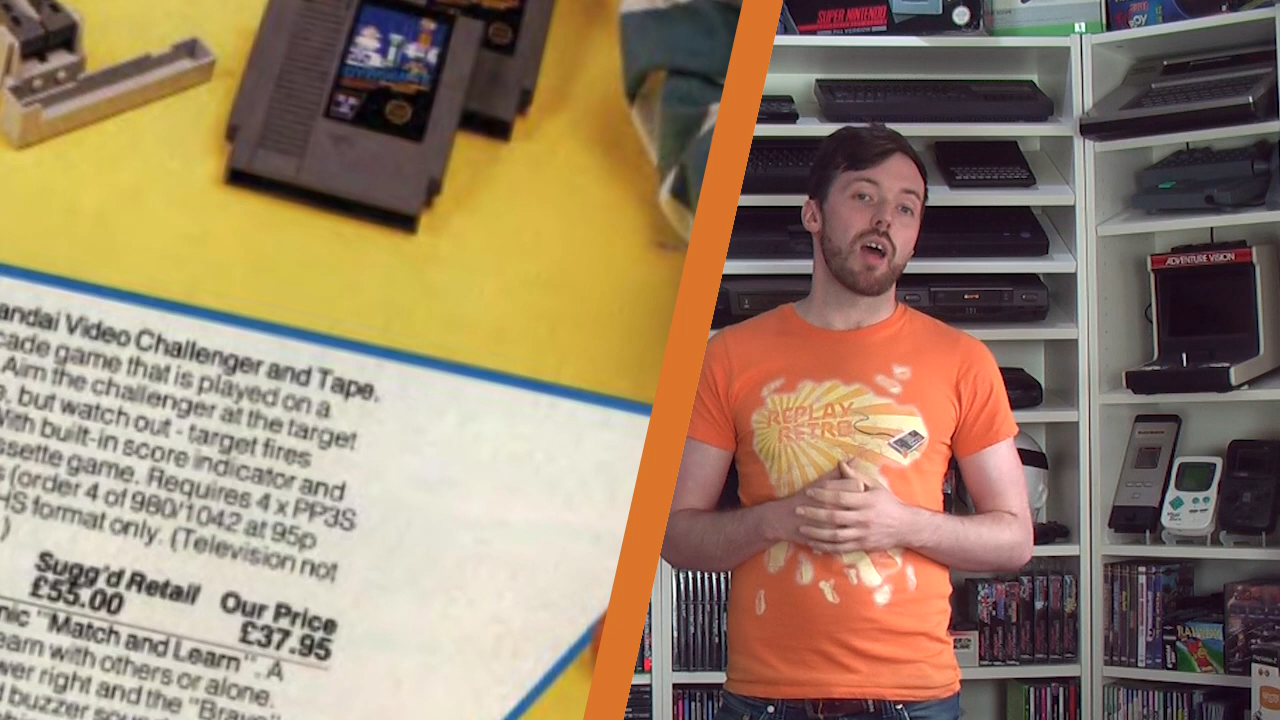 andai Video Challenger and Tape.
cade game that is played on a
Aim the challenger at the target
e, but watch out - target fires
With built-in score indicator and
ssette game. Requires 4 x PP3S
s (order 4 of 980/1042 at 95p
HS format only. (Television not
)
Sugg'd Retail Our Price
£55.00 £37.95
nic "Match and Learn". A
earn with others or alone.
wer right and the "Bravo"
d buzzer
SUPER NINTENDO
PAL VERSION
ADVENTURE VISION
REPLAY
RETRO